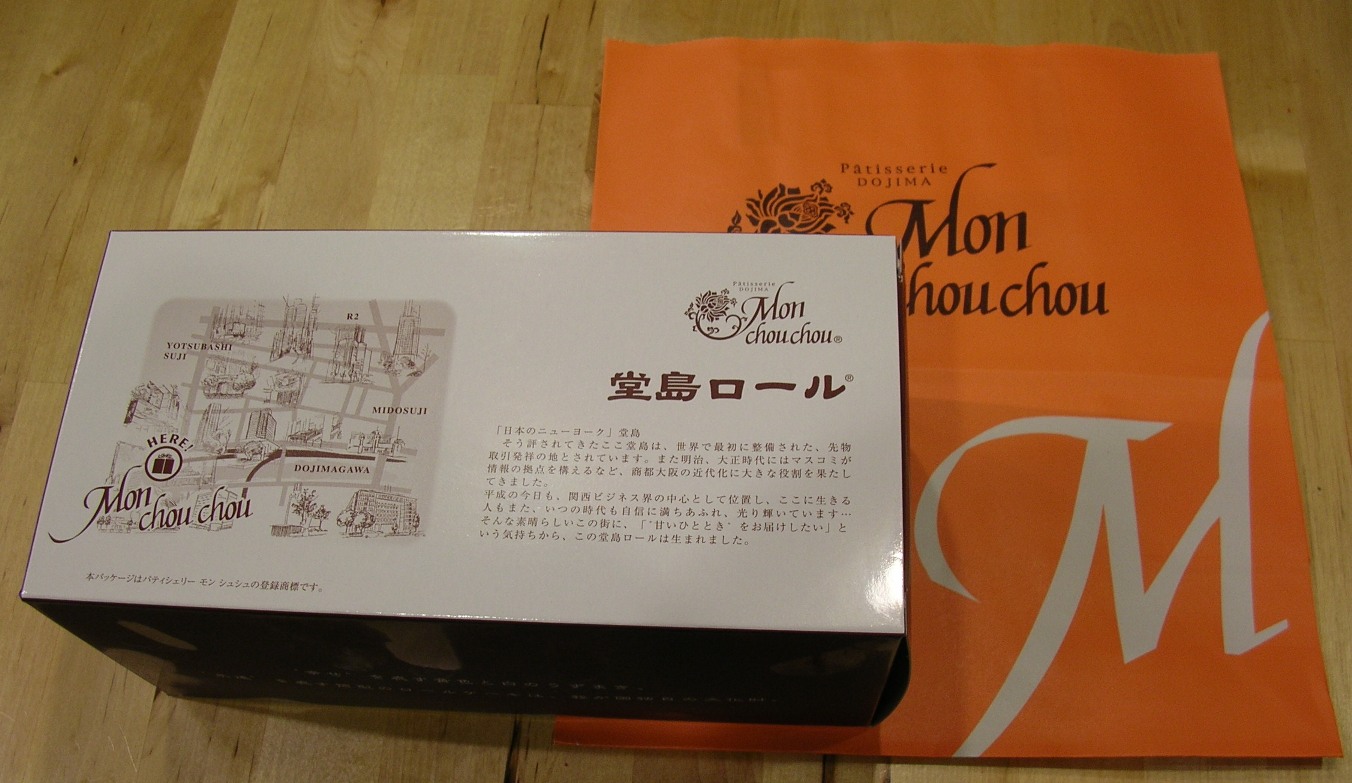 Pâtisserie
DOJIMA
Mon
chou chou
Pâtisserie
DOJIMA
Mon
chou chou®
堂島ロール®
「日本のニューヨーク」堂島
そう評されてきたここ堂島は、世界で最初に整備された、先物
取引発祥の地とされています。また明治、大正時代にはマスコミが
情報の拠点を構えるなど、商都大阪の近代化に大きな役割を果たし
てきました。
平成の今日も、関西ビジネス界の中心として位置し、ここに生きる
人もまた、いつの時代も自信に満ちあふれ、光り輝いています…
そんな素晴らしいこの街に、「"甘いひととき"をお届けしたい」と
いう気持ちから、この堂島ロールは生まれました。
R2
YOTSUBASHI
SUJI
MIDOSUJI
HERE!
DOJIMAGAWA
Mon
chou chou
本パッケージはパティシェリー モン シュシュの登録商標です。
M